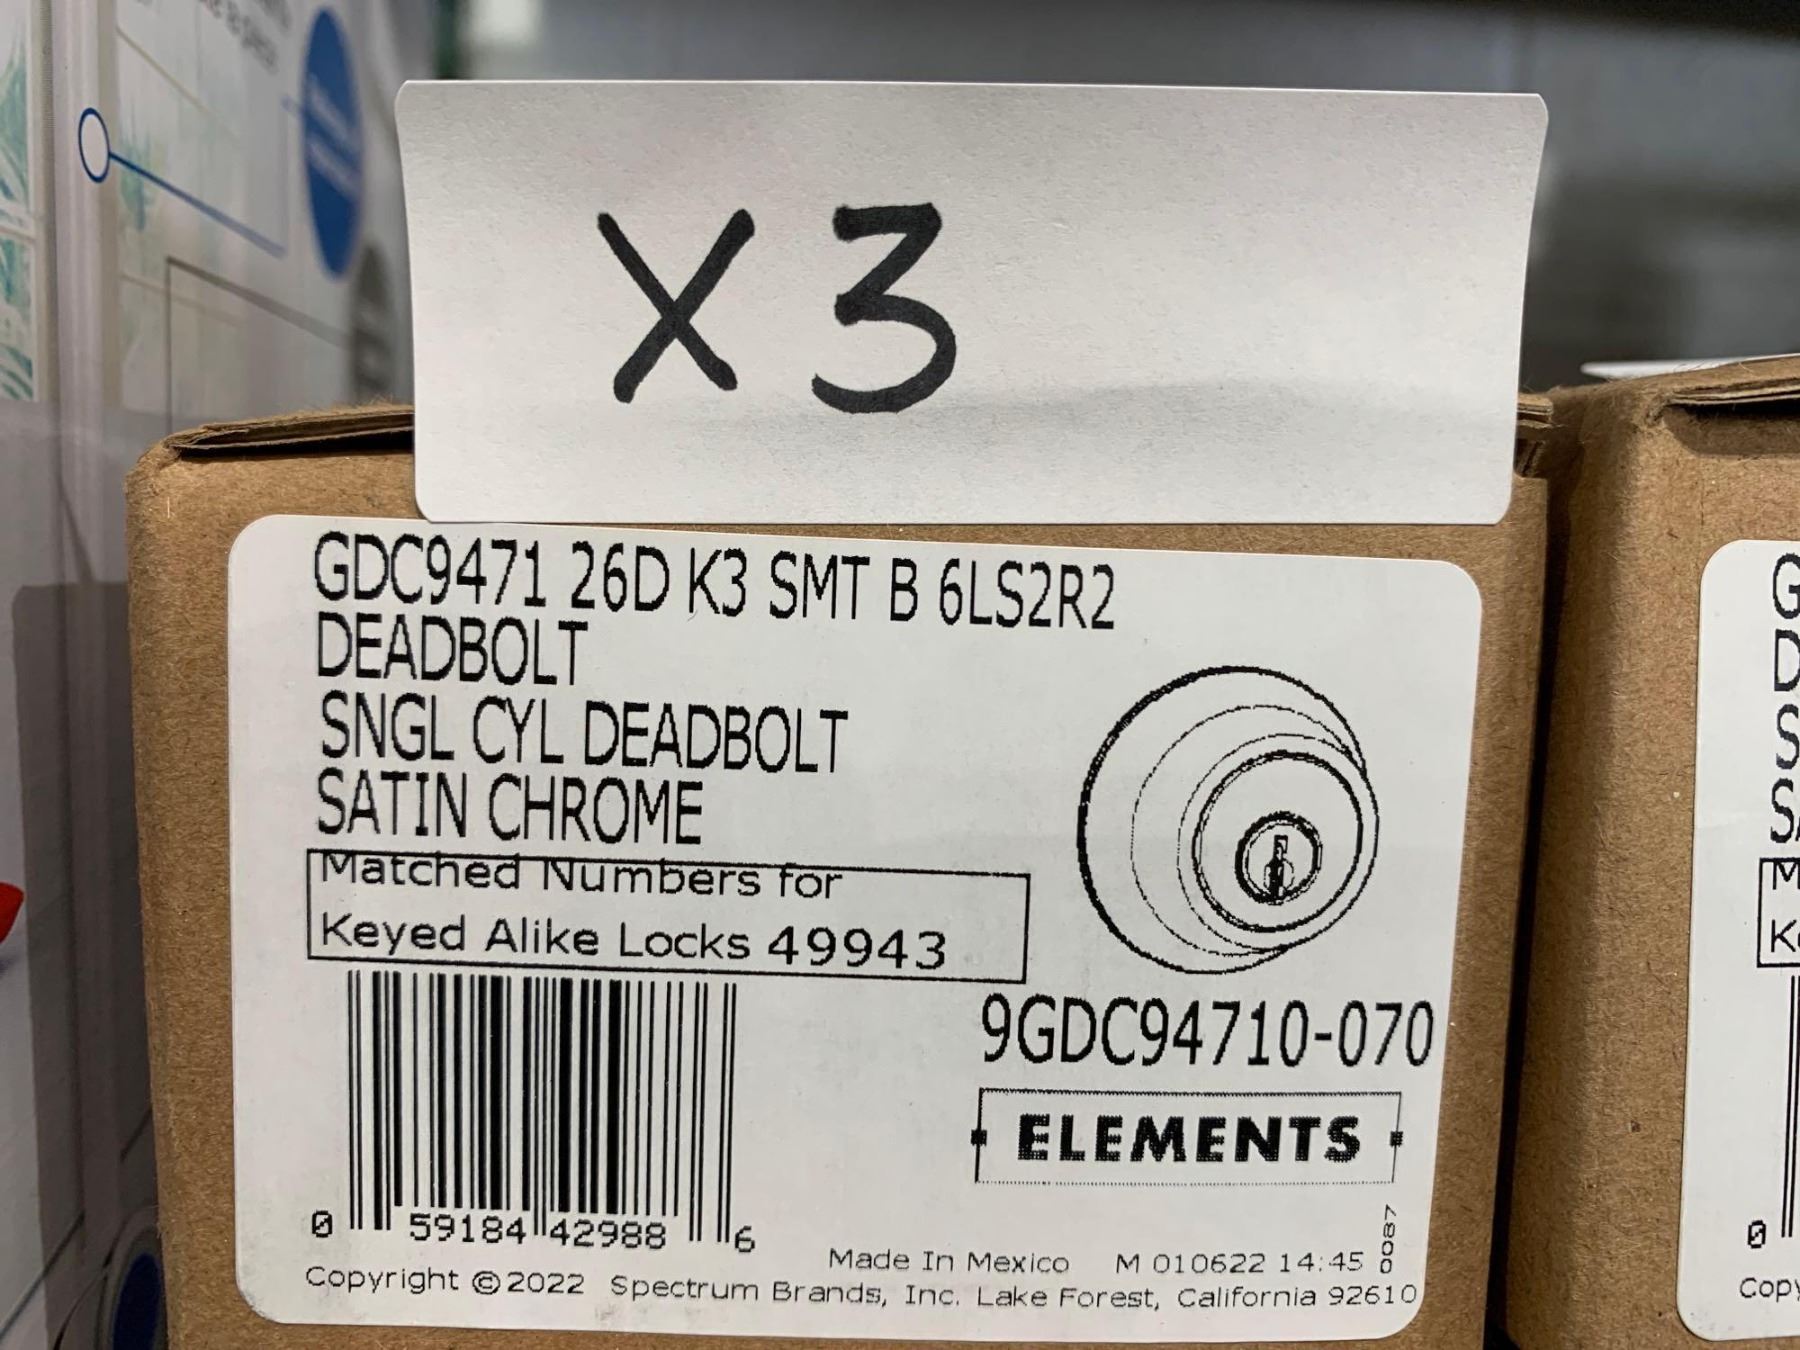 X3
GDC9471 26D K3 SMT B 6LS2R2
DEADBOLT
SNGL CYL DEADBOLT
SATIN CHROME
Matched Numbers for
Keyed Alike Locks 49943
9GDC94710-070
ELEMENTS
0 59184 42988 6
0087
Made In Mexico M 010622 14:45
Copyright ©2022 Spectrum Brands, Inc. Lake Forest, California 92610
G
D
S
M
0
Copy